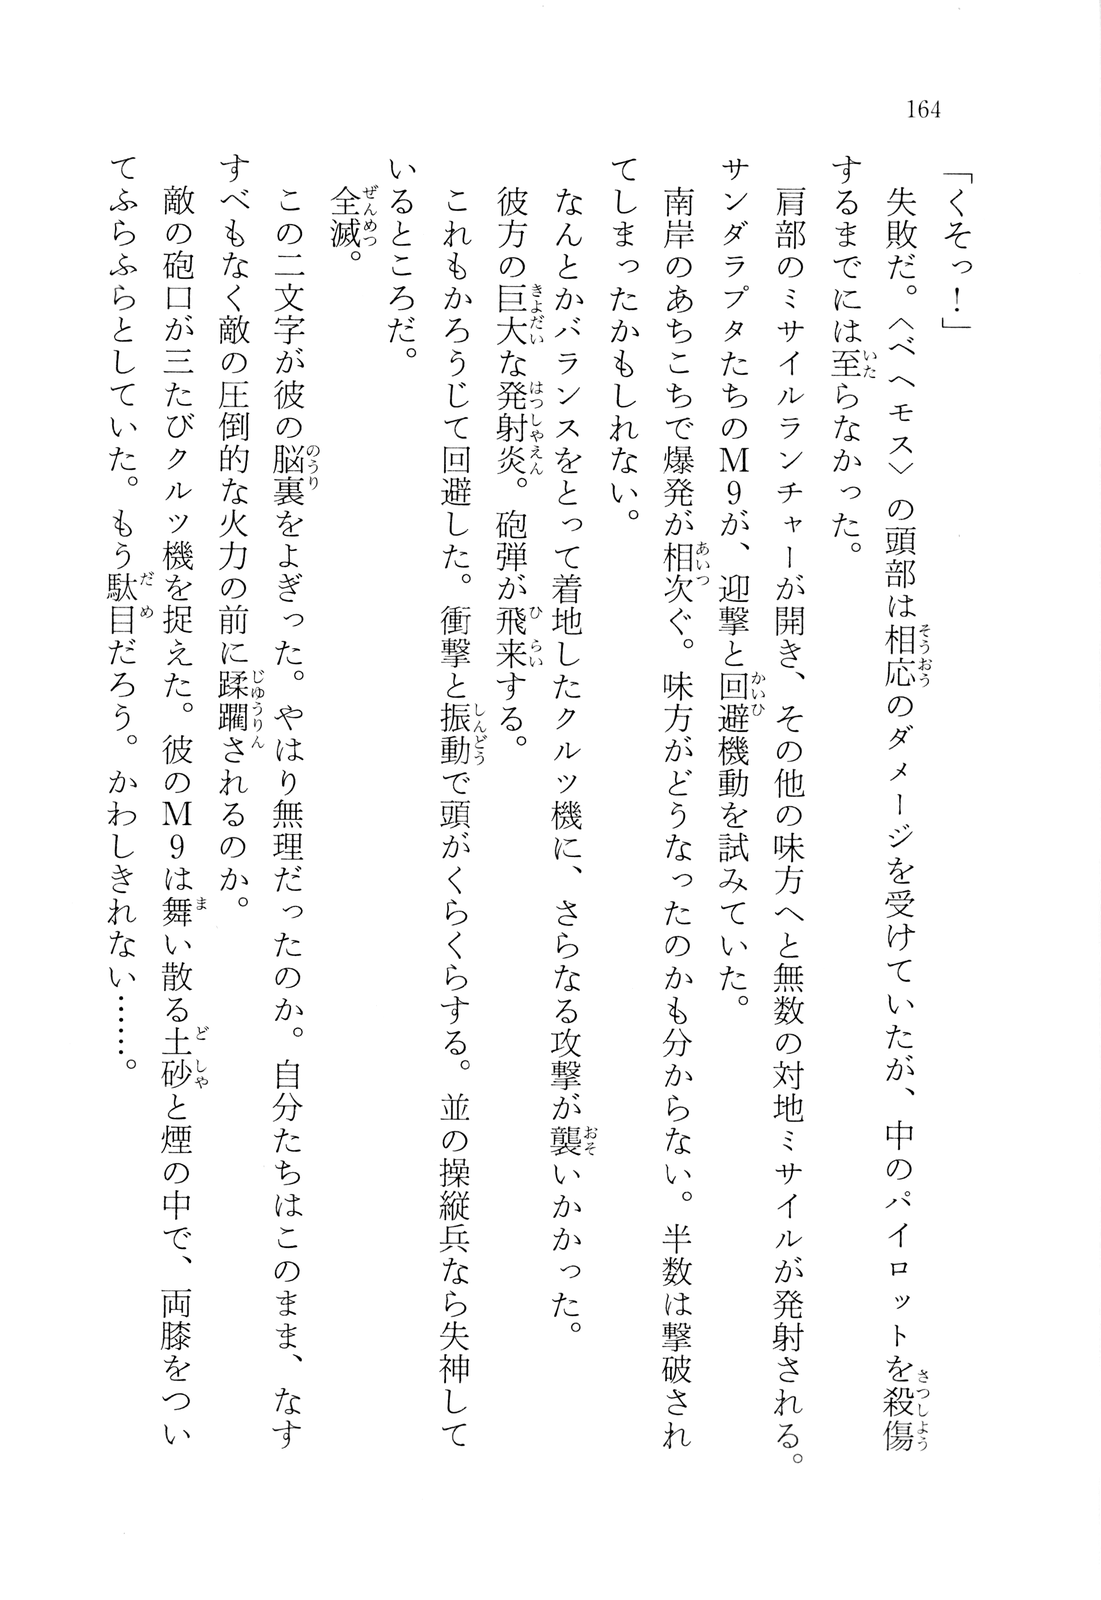 164
「くそっ！」
　失敗だ。〈ベヘモス〉の頭部は相応のダメージを受けていたが、中のパイロットを殺傷
するまでには至らなかった。
　肩部のミサイルランチャーが開き、その他の味方へと無数の対地ミサイルが発射される。
サンダラプタたちのM9が、迎撃と回避機動を試みていた。
　南岸のあちこちで爆発が相次ぐ。味方がどうなったのかも分からない。半数は撃破され
てしまったかもしれない。
　なんとかバランスをとって着地したクルツ機に、さらなる攻撃が襲いかかった。
　彼方の巨大な発射炎。砲弾が飛来する。
　これもかろうじて回避した。衝撃と振動で頭がくらくらする。並の操縦兵なら失神して
いるところだ。
　全滅。
　この二文字が彼の脳裏をよぎった。やはり無理だったのか。自分たちはこのまま、なす
すべもなく敵の圧倒的な火力の前に蹂躙されるのか。
　敵の砲口が三たびクルツ機を捉えた。彼のM9は舞い散る土砂と煙の中で、両膝をつい
てふらふらとしていた。もう駄目だろう。かわしきれない……。